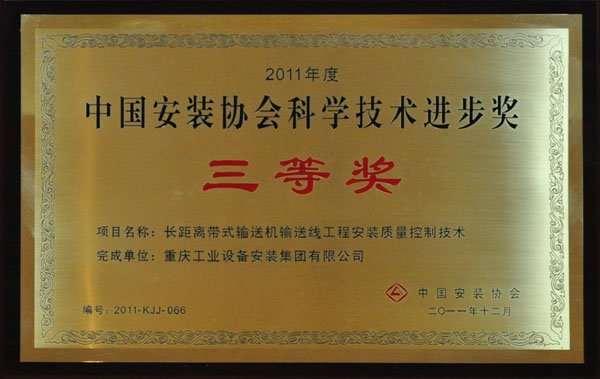 2011年度
中国安装协会科学技术进步奖
三等奖
项目名称：长距离带式输送机输送线工程安装质量控制技术
完成单位：重庆工业设备安装集团有限公司
中国安装协会
编号：2011-KJJ-066
二〇一一年十二月